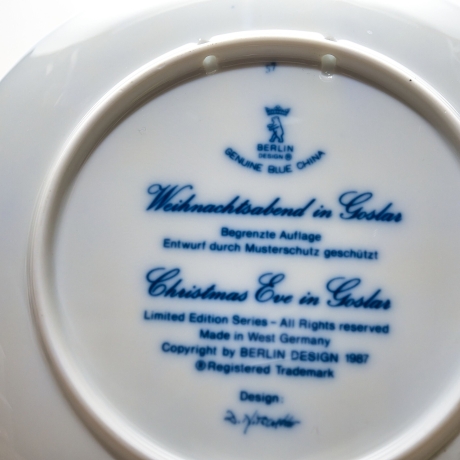 BERLIN
DESIGN ®
GENUINE BLUE CHINA
Weihnachtsabend in Goslar
Begrenzte Auflage
Entwurf durch Musterschutz geschützt
Christmas Eve in Goslar
Limited Edition Series - All Rights reserved
Made in West Germany
Copyright by BERLIN DESIGN 1987
® Registered Trademark
Design: